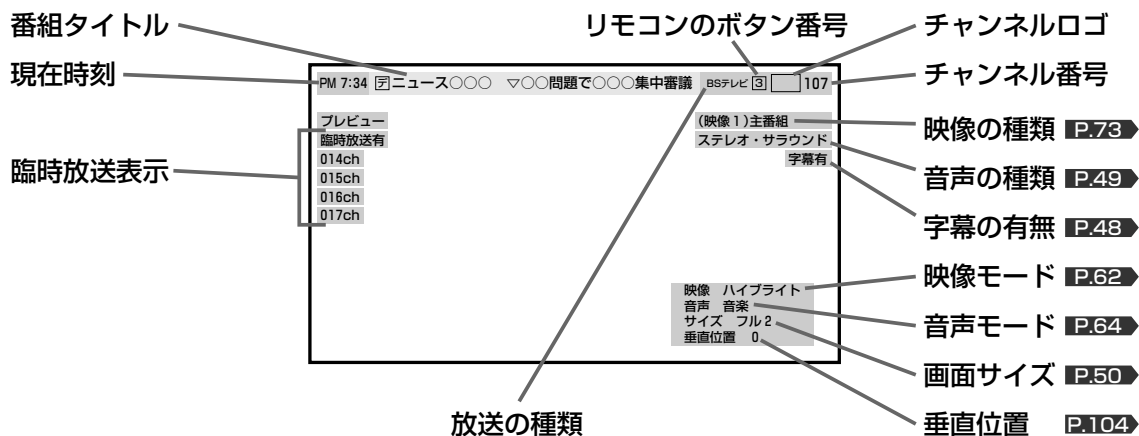 番組タイトル
リモコンのボタン番号
チャンネルロゴ
現在時刻
チャンネル番号
PM 7:34 デニュース○○○ ▽○○問題で○○○集中審議 BSテレビ 3 107
プレビュー
臨時放送有
014ch
015ch
016ch
017ch
臨時放送表示
(映像1)主番組
ステレオ・サラウンド
字幕有
映像の種類 P.73
音声の種類 P.49
字幕の有無 P.48
映像 ハイブライト
音声 音楽
サイズ フル2
垂直位置 0
映像モード P.62
音声モード P.64
画面サイズ P.50
放送の種類
垂直位置 P.104